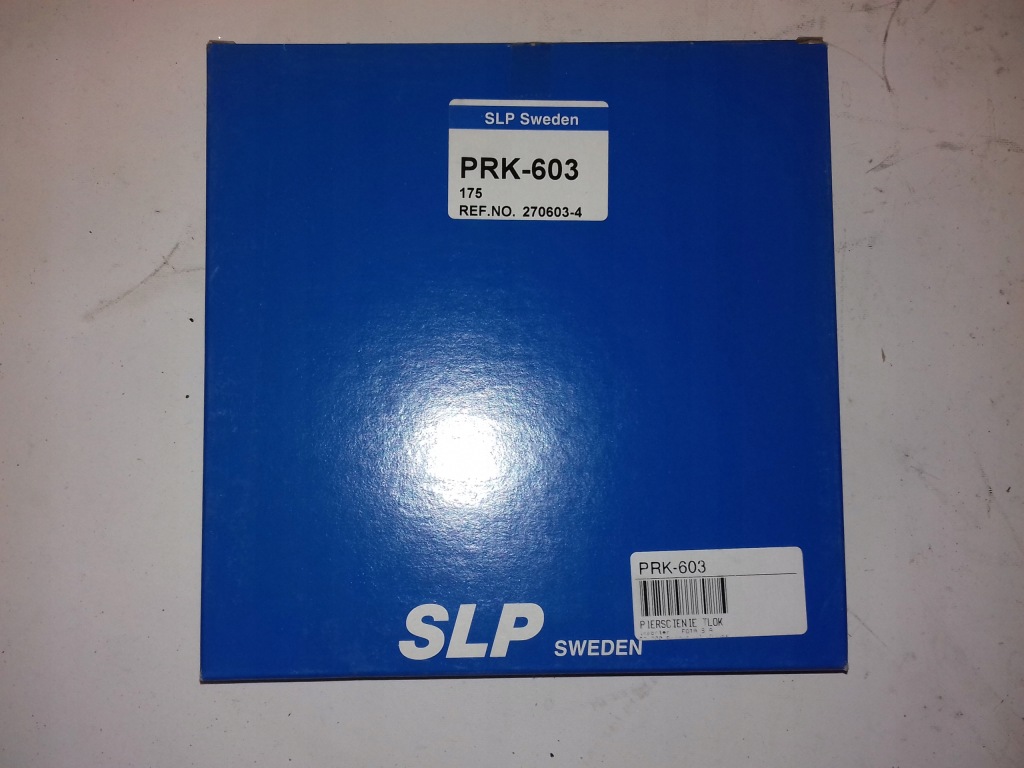 SLP Sweden
PRK-603
175
REF.NO. 270603-4
PRK-603
PIERSCIENIE TLOK
SLP SWEDEN